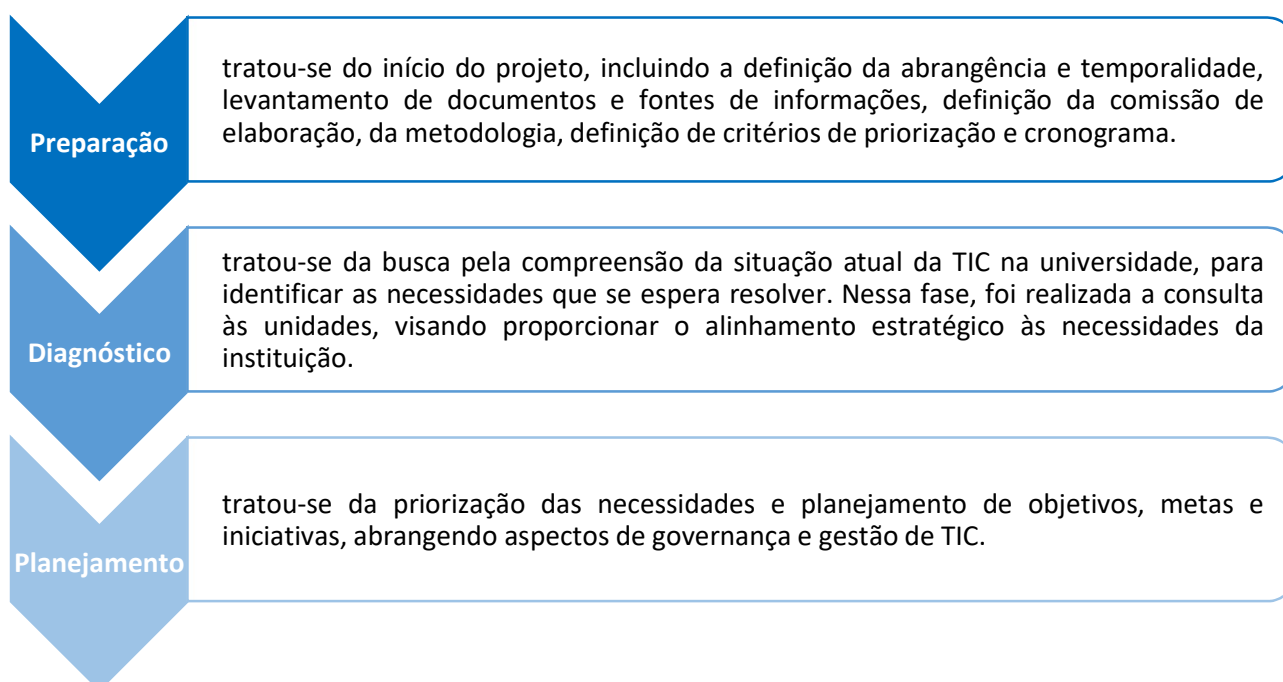 Preparação
tratou-se do início do projeto, incluindo a definição da abrangência e temporalidade,
levantamento de documentos e fontes de informações, definição da comissão de
elaboração, da metodologia, definição de critérios de priorização e cronograma.
Diagnóstico
tratou-se da busca pela compreensão da situação atual da TIC na universidade, para
identificar as necessidades que se espera resolver. Nessa fase, foi realizada a consulta
às unidades, visando proporcionar o alinhamento estratégico às necessidades da
instituição.
Planejamento
tratou-se da priorização das necessidades e planejamento de objetivos, metas e
iniciativas, abrangendo aspectos de governança e gestão de TIC.